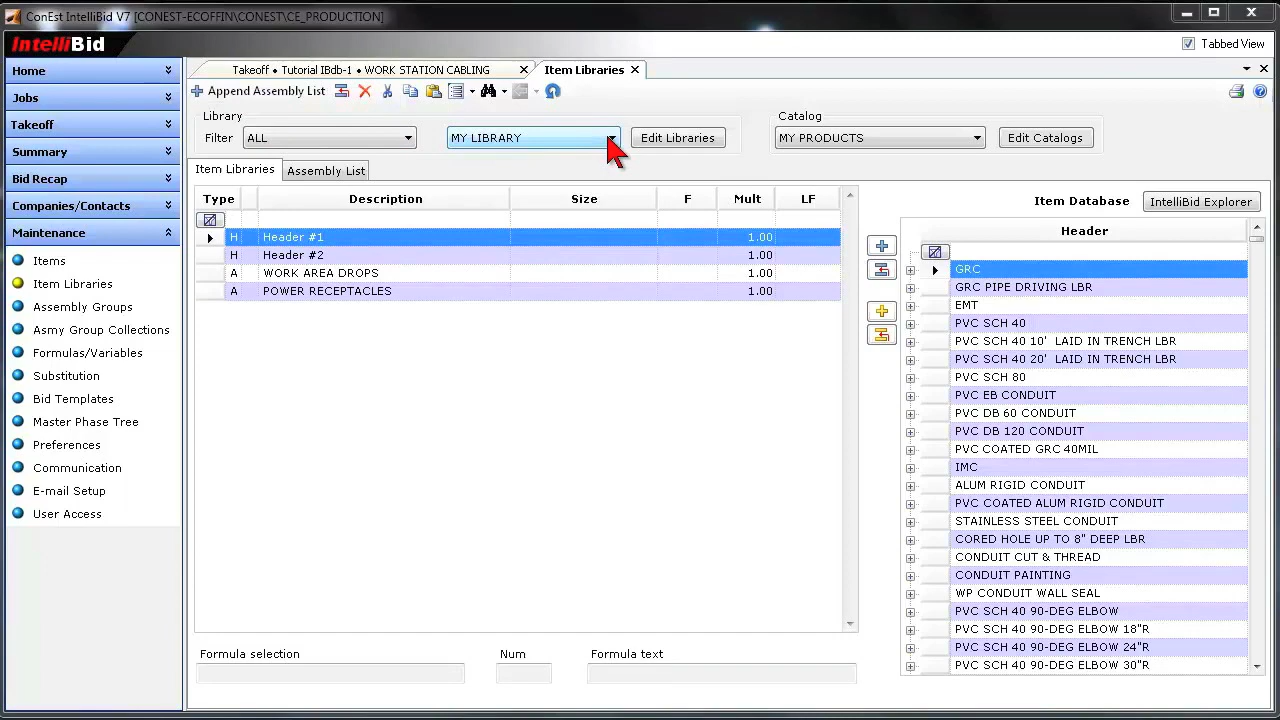 ConEst IntelliBid V7 [CONEST-ECOFFIN\CONEST\CE_PRODUCTION]
IntelliBid
Tabbed View
Home
Jobs
Takeoff
Summary
Bid Recap
Companies/Contacts
Maintenance
Items
Item Libraries
Assembly Groups
Asmy Group Collections
Formulas/Variables
Substitution
Bid Templates
Master Phase Tree
Preferences
Communication
E-mail Setup
User Access
Takeoff • Tutorial IBdb-1 • WORK STATION CABLING
Item Libraries
Append Assembly List
Library
Filter ALL MY LIBRARY Edit Libraries
Catalog
MY PRODUCTS Edit Catalogs
Item Libraries Assembly List
Type Description Size F Mult LF
H Header #1 1.00
H Header #2 1.00
A WORK AREA DROPS 1.00
A POWER RECEPTACLES 1.00
Formula selection Num Formula text
Item Database IntelliBid Explorer
Header
GRC
GRC PIPE DRIVING LBR
EMT
PVC SCH 40
PVC SCH 40 10' LAID IN TRENCH LBR
PVC SCH 40 20' LAID IN TRENCH LBR
PVC SCH 80
PVC EB CONDUIT
PVC DB 60 CONDUIT
PVC DB 120 CONDUIT
PVC COATED GRC 40MIL
IMC
ALUM RIGID CONDUIT
PVC COATED ALUM RIGID CONDUIT
STAINLESS STEEL CONDUIT
CORED HOLE UP TO 8" DEEP LBR
CONDUIT CUT & THREAD
CONDUIT PAINTING
WP CONDUIT WALL SEAL
PVC SCH 40 90-DEG ELBOW
PVC SCH 40 90-DEG ELBOW 18"R
PVC SCH 40 90-DEG ELBOW 24"R
PVC SCH 40 90-DEG ELBOW 30"R